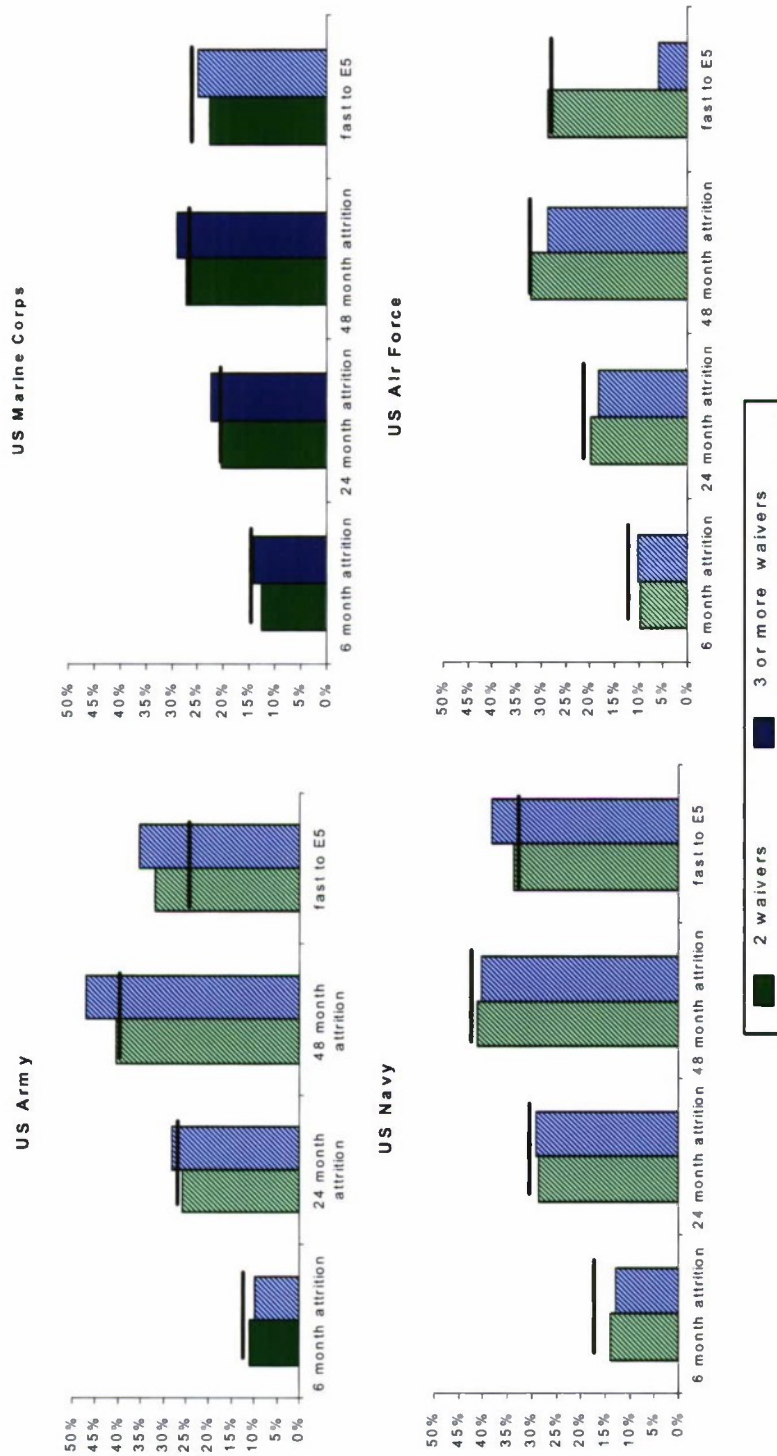 US Army
50%
45%
40%
35%
30%
25%
20%
15%
10%
5%
0%
6 month attrition
24 month
attrition
48 month
attrition
fast to E5
US Marine Corps
50%
45%
40%
35%
30%
25%
20%
15%
10%
5%
0%
6 month attrition
24 month attrition
48 month attrition
fast to E5
US Navy
50%
45%
40%
35%
30%
25%
20%
15%
10%
5%
0%
6 month attrition
24 month attrition
48 month attrition
fast to E5
US Air Force
50%
45%
40%
35%
30%
25%
20%
15%
10%
5%
0%
6 month attrition
24 month attrition
48 month attrition
fast to E5
2 waivers
3 or more waivers